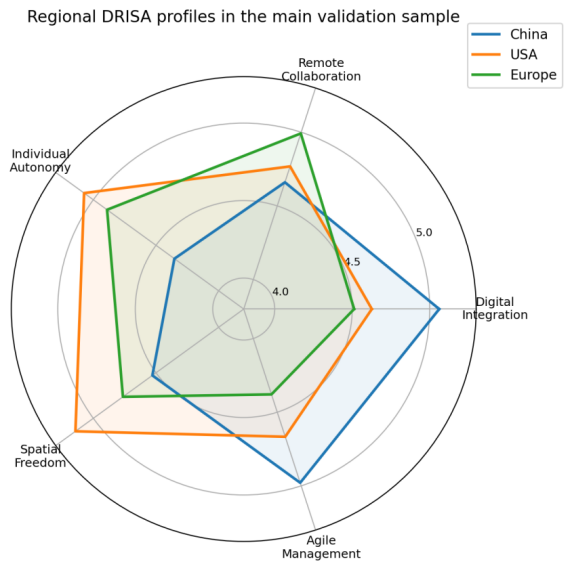 Regional DRISA profiles in the main validation sample
China
USA
Europe
Remote
Collaboration
Individual
Autonomy
5.0
4.5
4.0
Digital
Integration
Spatial
Freedom
Agile
Management